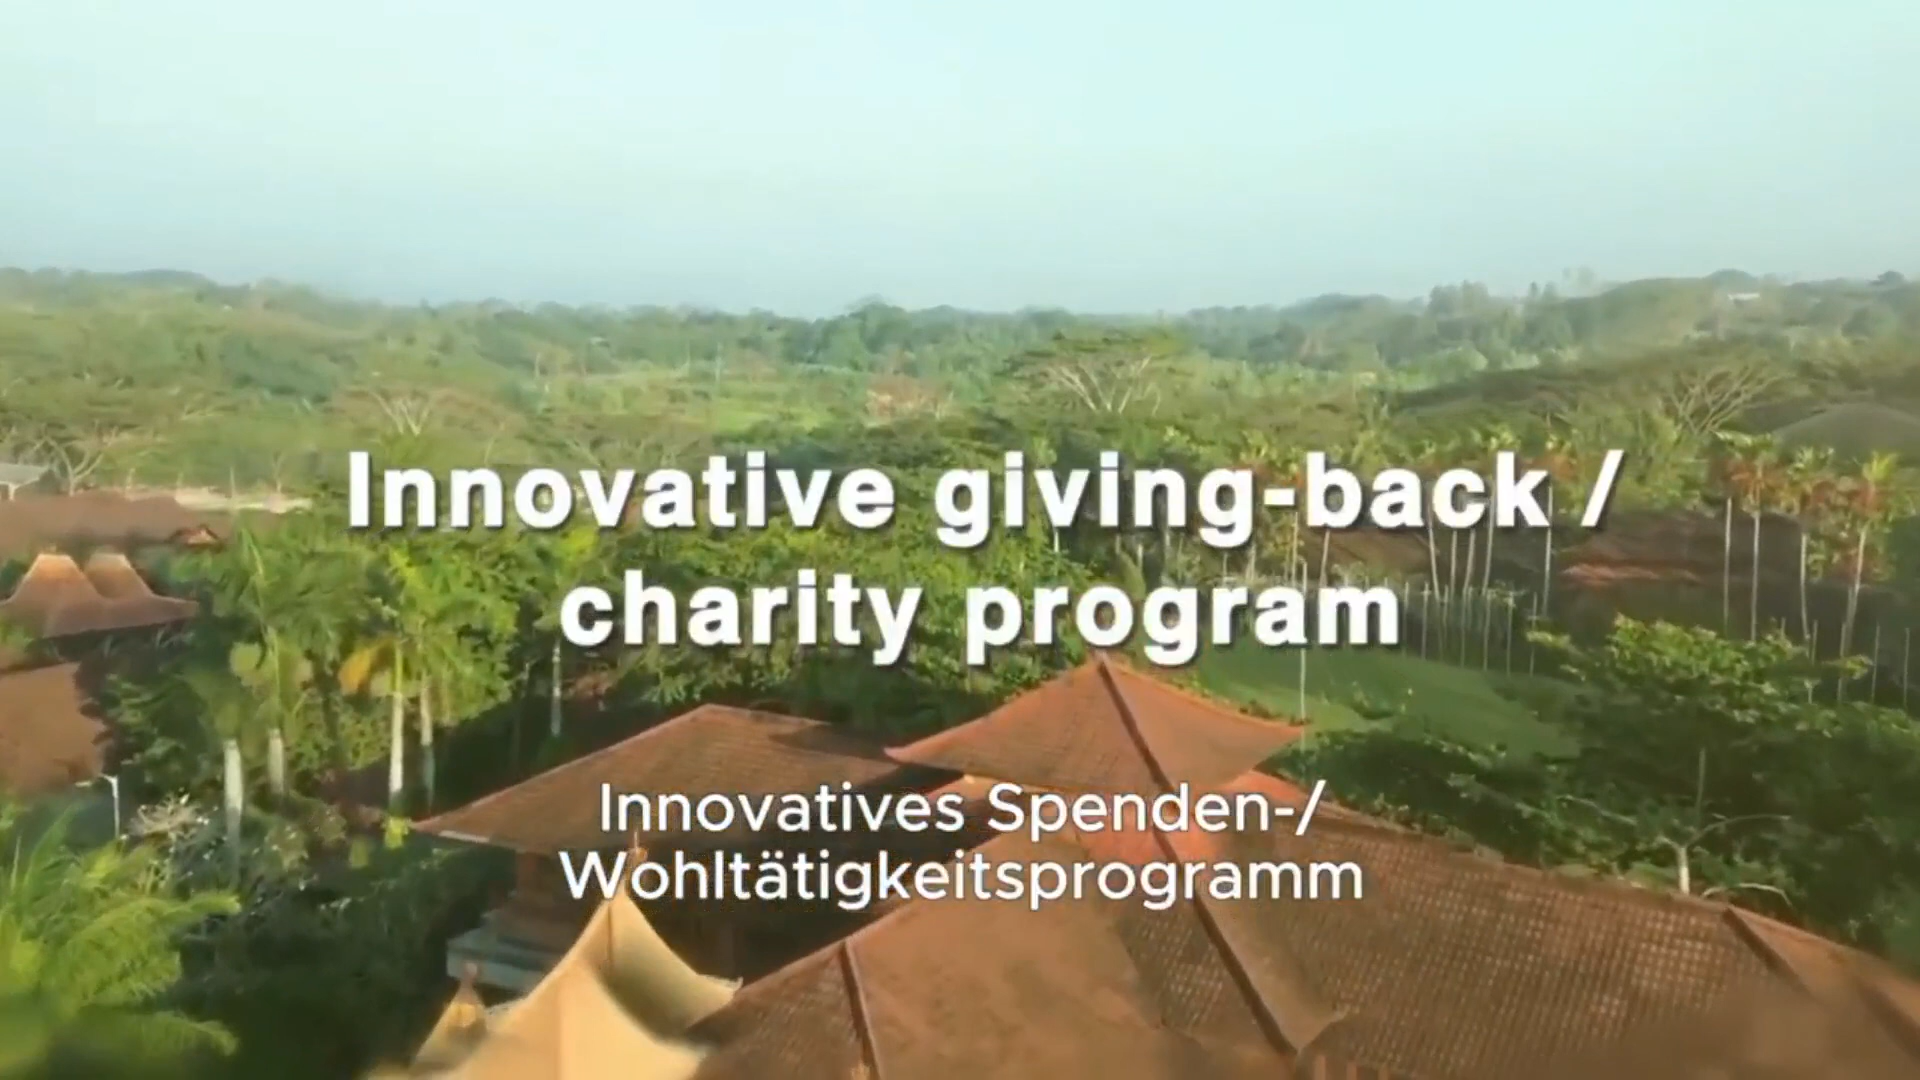 Innovative giving-back /
charity program
Innovatives Spenden-/
Wohltätigkeitsprogramm